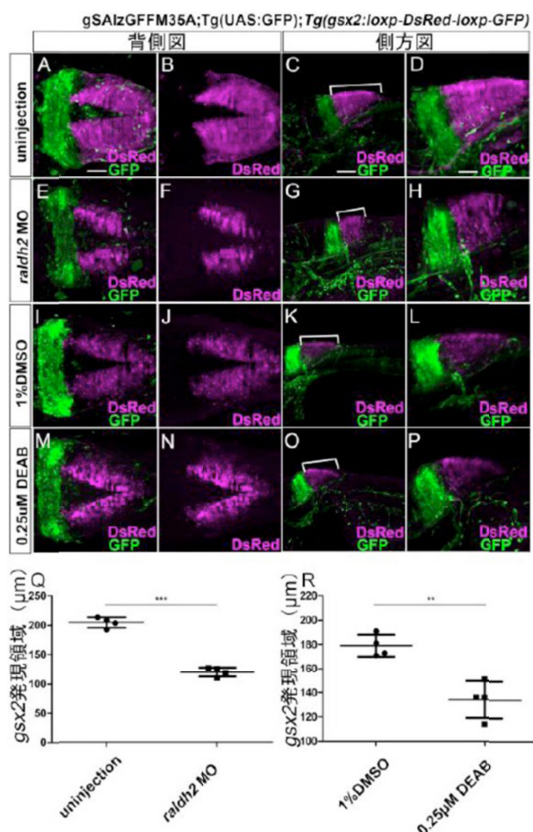 gSAIzGFFM35A;Tg(UAS:GFP);Tg(gsx2:loxp-DsRed-loxp-GFP)
背側図 側方図
uninjection
A B C D
DsRed GFP DsRed DsRed GFP DsRed GFP
raldh2 MO
E F G H
DsRed GFP DsRed DsRed GFP DsRed GFP
1%DMSO
I J K L
DsRed GFP DsRed DsRed GFP DsRed GFP
0.25uM DEAB
M N O P
DsRed GFP DsRed DsRed GFP DsRed GFP
Q
gsx2発現領域 (μm)
250
200
150
100
50
0
***
uninjection raldh2 MO
R
gsx2発現領域 (μm)
200
180
160
140
120
100
**
1%DMSO 0.25μM DEAB